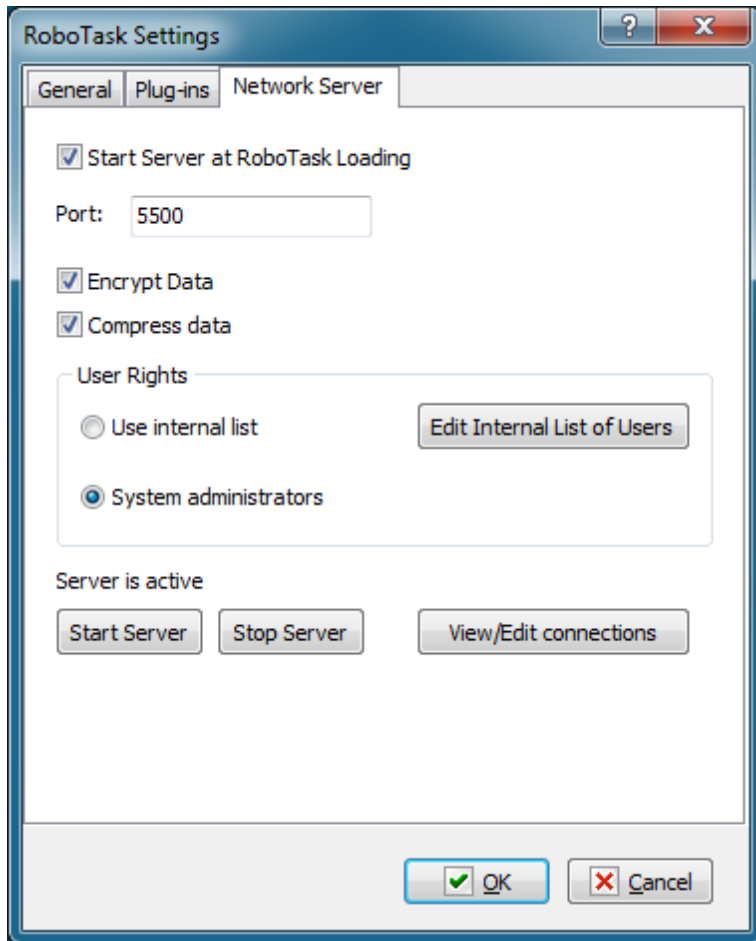 RoboTask Settings
?
General Plug-ins Network Server
Start Server at RoboTask Loading
Port: 5500
Encrypt Data
Compress data
User Rights
Use internal list Edit Internal List of Users
System administrators
Server is active
Start Server Stop Server View/Edit connections
OK Cancel